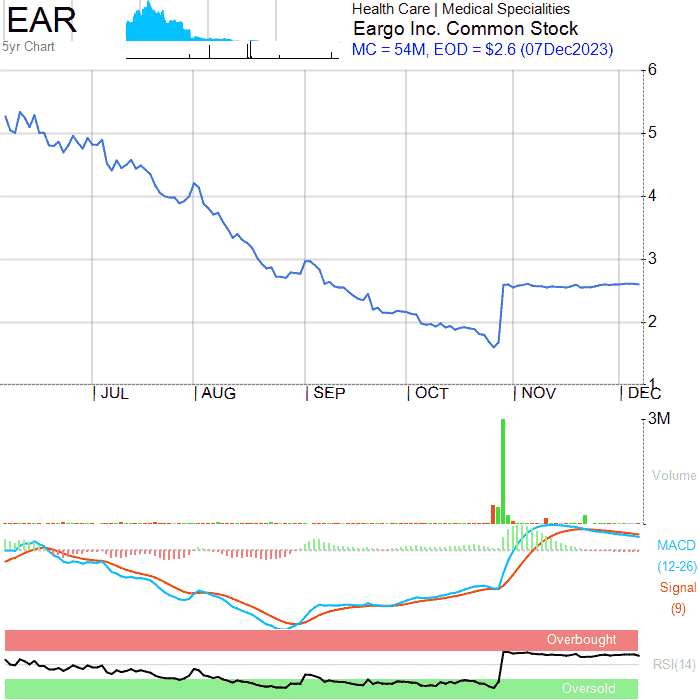 EAR
5yr Chart
Health Care | Medical Specialities
Eargo Inc. Common Stock
MC = 54M, EOD = $2.6 (07Dec2023)
6
5
4
3
2
1
JUL AUG SEP OCT NOV DEC
3M
Volume
MACD
(12-26)
Signal
(9)
Overbought
RSI(14)
Oversold